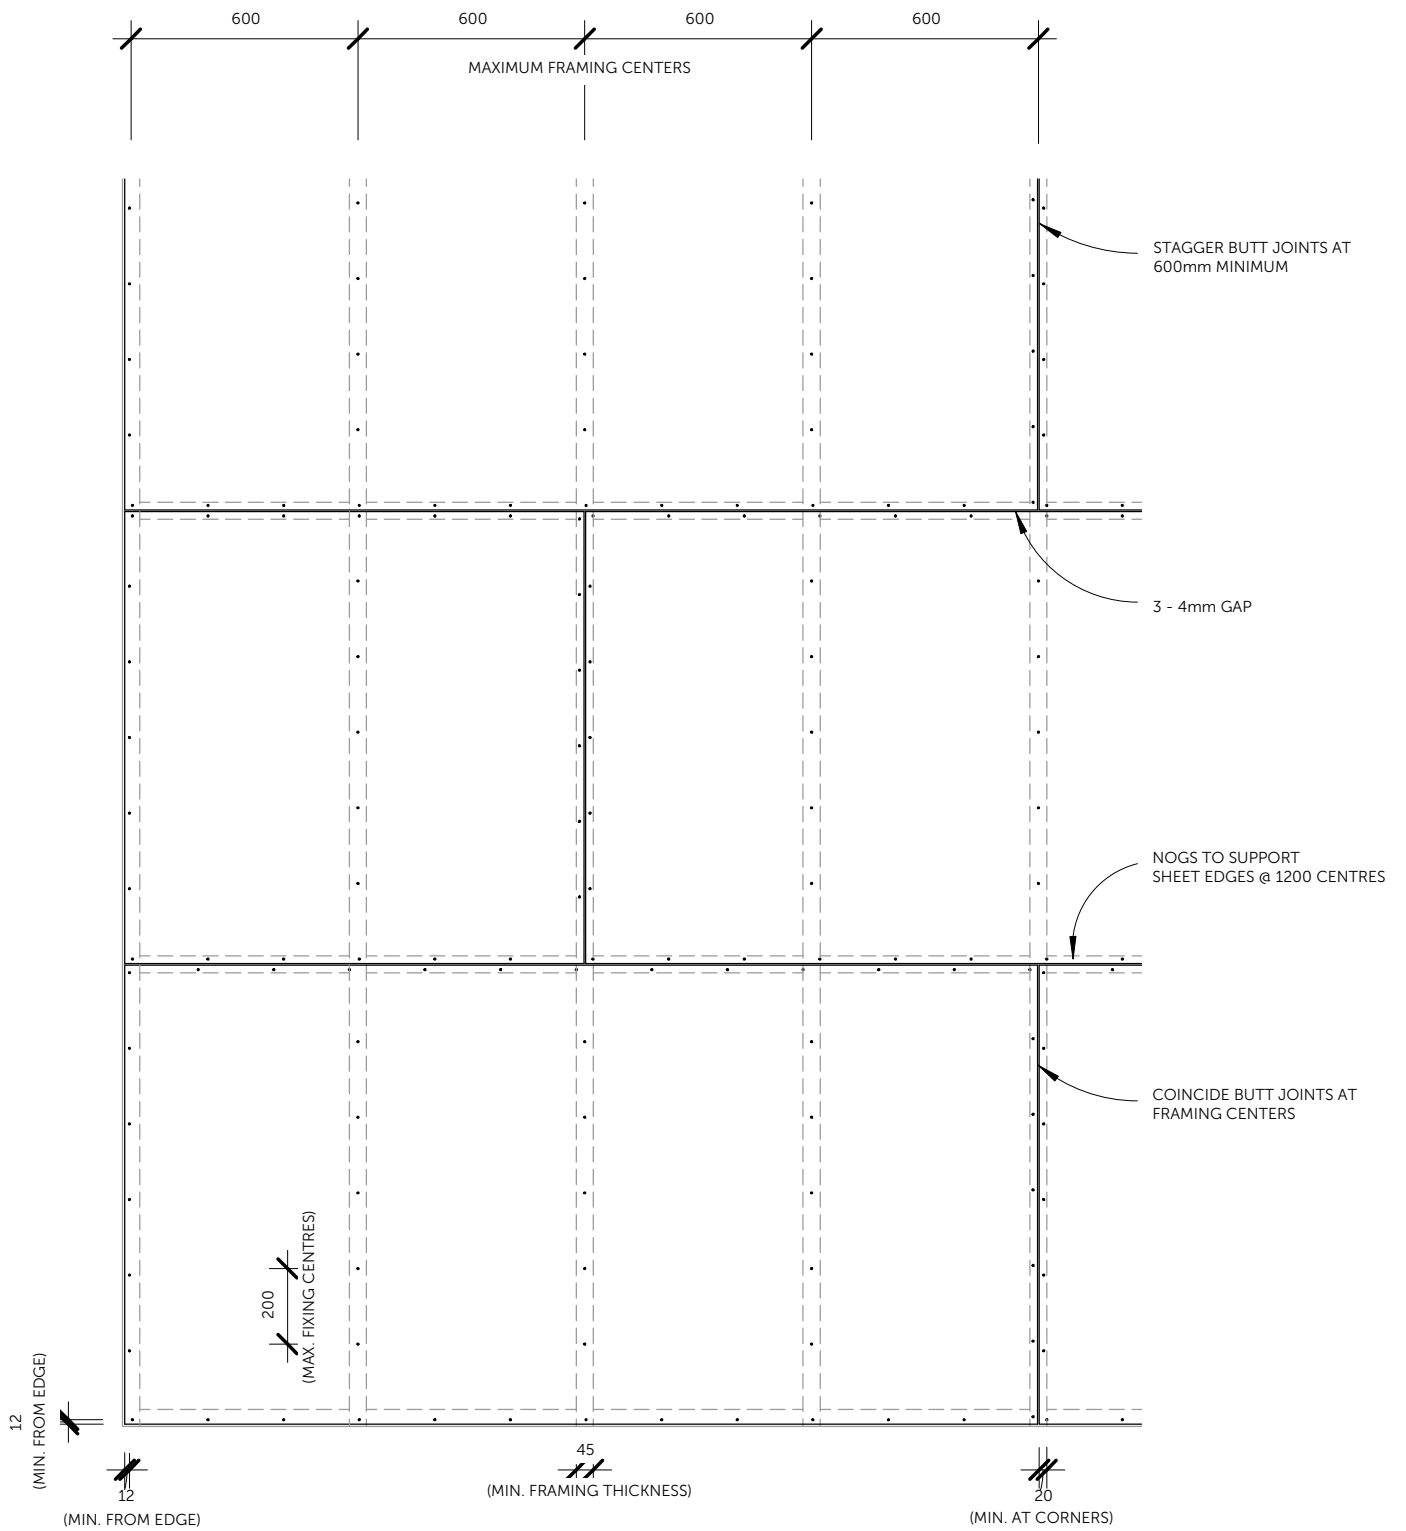 600
600
600
600
MAXIMUM FRAMING CENTERS
STAGGER BUTT JOINTS AT
600mm MINIMUM
3 - 4mm GAP
NOGS TO SUPPORT
SHEET EDGES @ 1200 CENTRES
COINCIDE BUTT JOINTS AT
FRAMING CENTERS
200
(MAX. FIXING CENTRES)
12
(MIN. FROM EDGE)
12
(MIN. FROM EDGE)
45
(MIN. FRAMING THICKNESS)
20
(MIN. AT CORNERS)